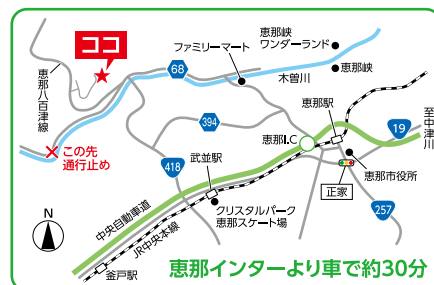 ココ
恵那八百津線
68
ファミリーマート
恵那峡
ワンダーランド
恵那峡
木曽川
394
恵那駅
至中津川
19
恵那I.C
この先
通行止め
418
武並駅
恵那市役所
正家
257
中央自動車道
JR中央本線
クリスタルパーク
恵那スケート場
N
釜戸駅
恵那インターより車で約30分